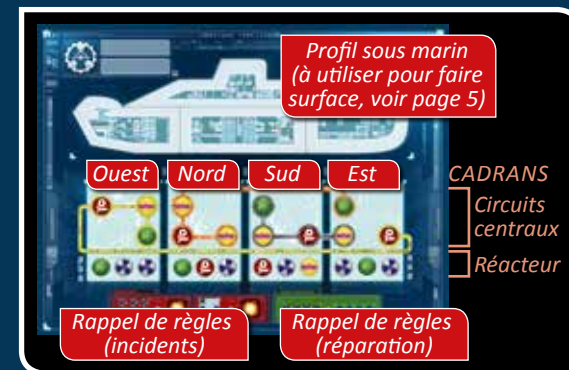 Profil sous marin
(à utiliser pour faire
surface, voir page 5)
Ouest
Nord
Sud
Est
CADRANS
Circuits
centraux
Réacteur
Rappel de règles
(incidents)
Rappel de règles
(réparation)